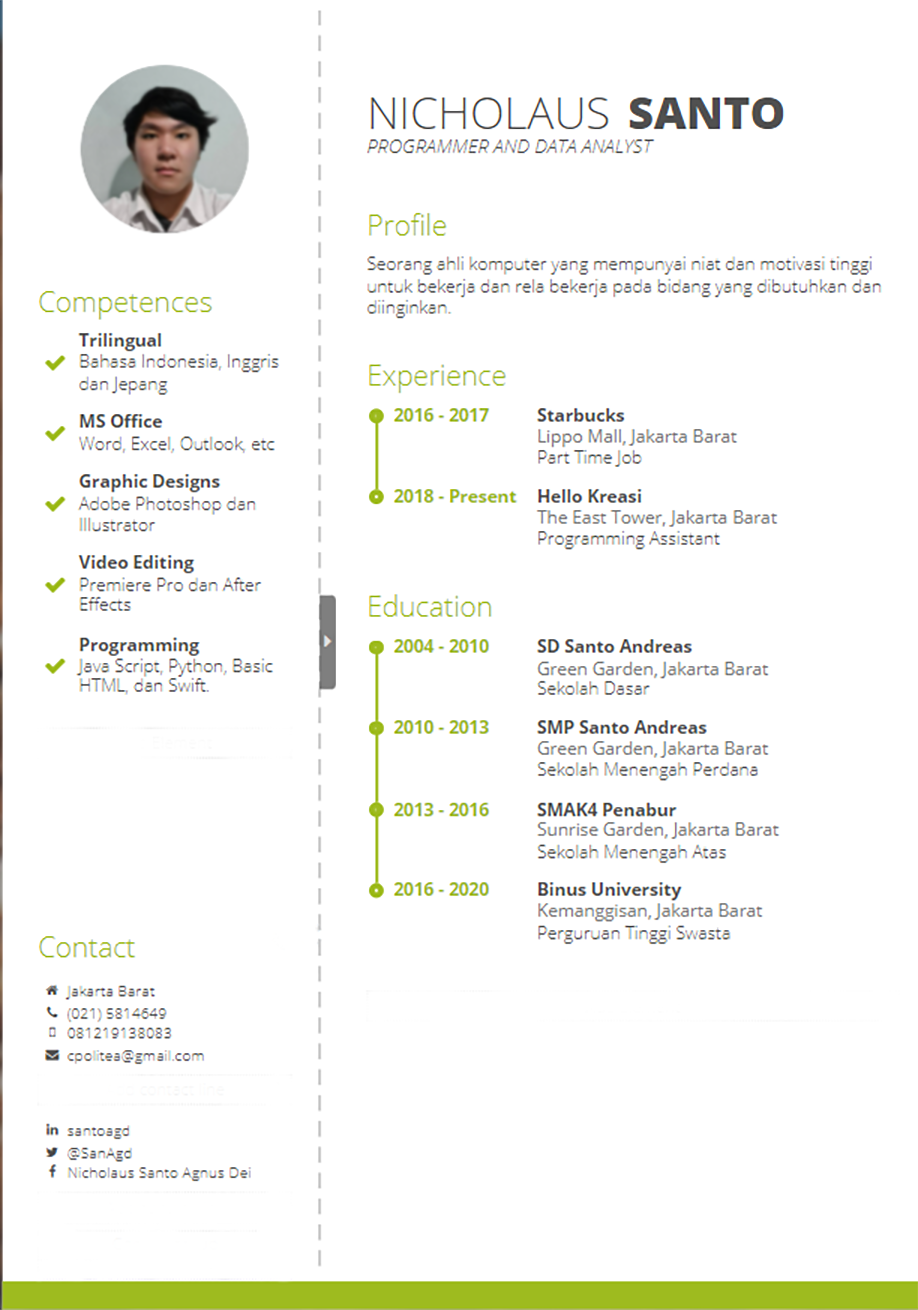 NICHOLAUS SANTO
PROGRAMMER AND DATA ANALYST
Profile
Seorang ahli komputer yang mempunyai niat dan motivasi tinggi
untuk bekerja dan rela bekerja pada bidang yang dibutuhkan dan
diinginkan.
Experience
2016 - 2017 Starbucks
Lippo Mall, Jakarta Barat
Part Time Job
2018 - Present Hello Kreasi
The East Tower, Jakarta Barat
Programming Assistant
Education
2004 - 2010 SD Santo Andreas
Green Garden, Jakarta Barat
Sekolah Dasar
2010 - 2013 SMP Santo Andreas
Green Garden, Jakarta Barat
Sekolah Menengah Perdana
2013 - 2016 SMAK4 Penabur
Sunrise Garden, Jakarta Barat
Sekolah Menengah Atas
2016 - 2020 Binus University
Kemanggisan, Jakarta Barat
Perguruan Tinggi Swasta
Competences
Trilingual
Bahasa Indonesia, Inggris
dan Jepang
MS Office
Word, Excel, Outlook, etc
Graphic Designs
Adobe Photoshop dan
Illustrator
Video Editing
Premiere Pro dan After
Effects
Programming
Java Script, Python, Basic
HTML, dan Swift.
Contact
Jakarta Barat
(021) 5814649
081219138083
cpolitea@gmail.com
santoagd
@SanAgd
Nicholaus Santo Agnus Dei